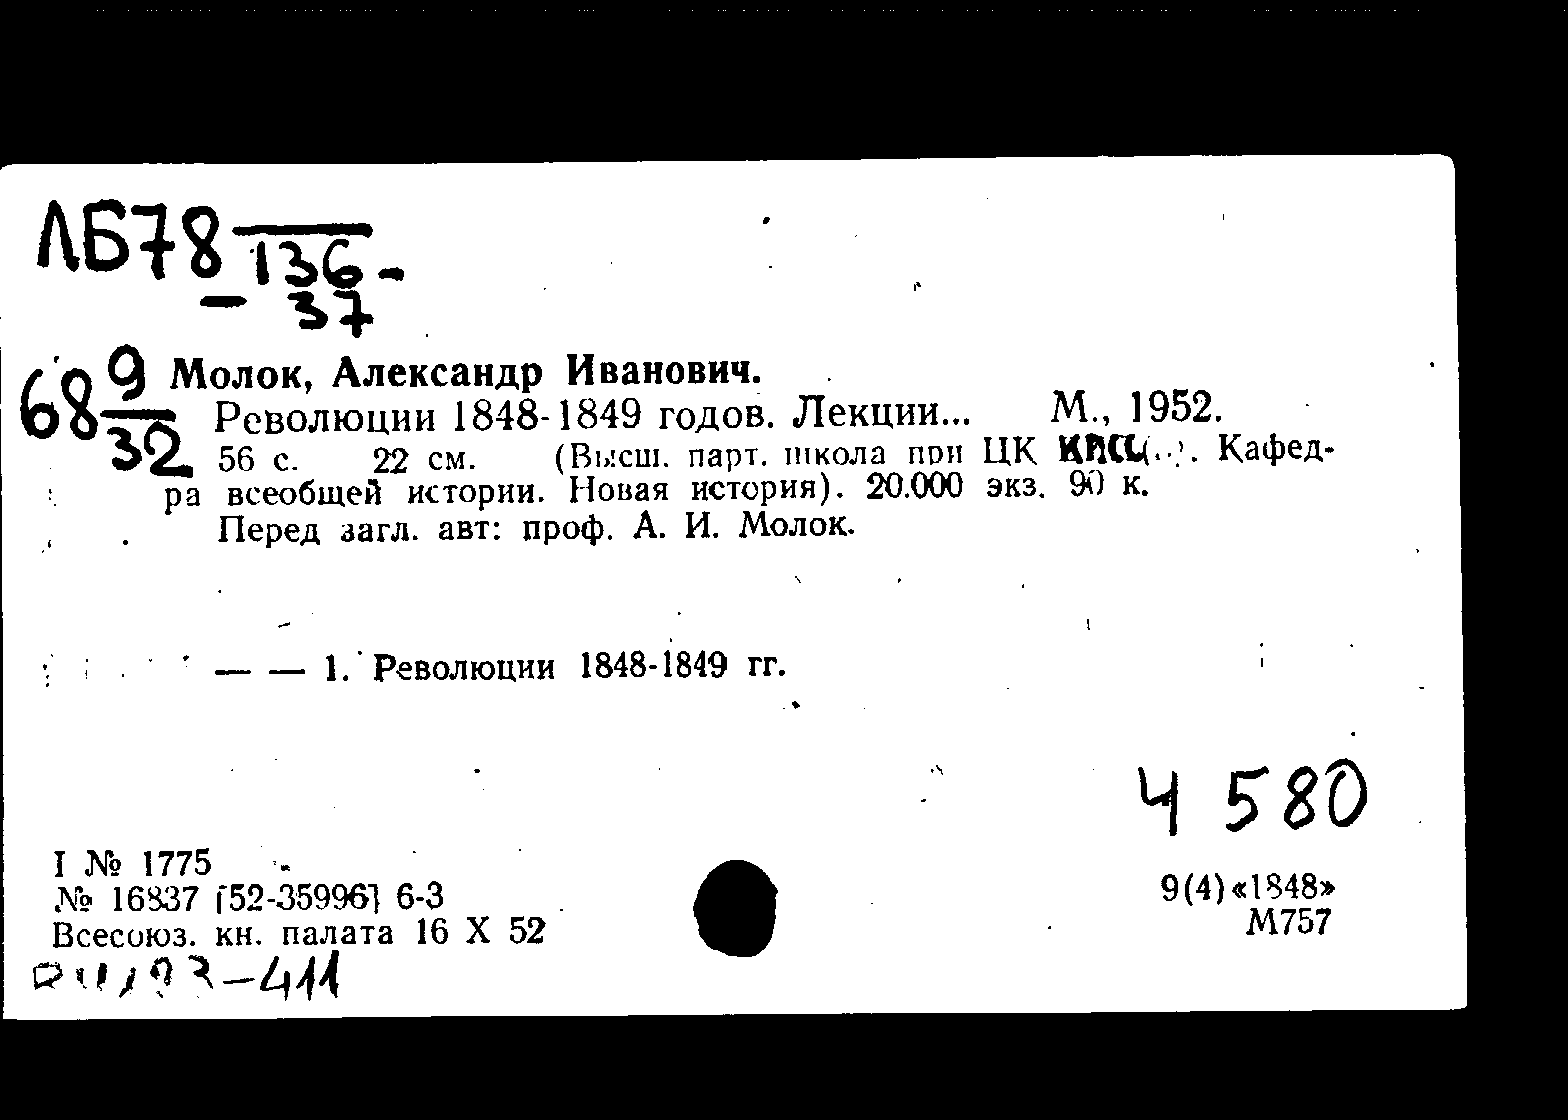 ЛБ78 136-
- 37
68 9/32
Молок, Александр Иванович.
Революции 1848-1849 годов. Лекции... М., 1952.
56 с. 22 см. (Высш. парт. школа при ЦК КПСС. Кафед-
ра всеобщей истории. Новая история). 20.000 экз. 90 к.
Перед загл. авт: проф. А. И. Молок.
— — 1. Революции 1848-1849 гг.
Ч 580
I № 1775
№ 16837 [52-35996] 6-3
Всесоюз. кн. палата 16 X 52
9(4)«1848»
М757
-411